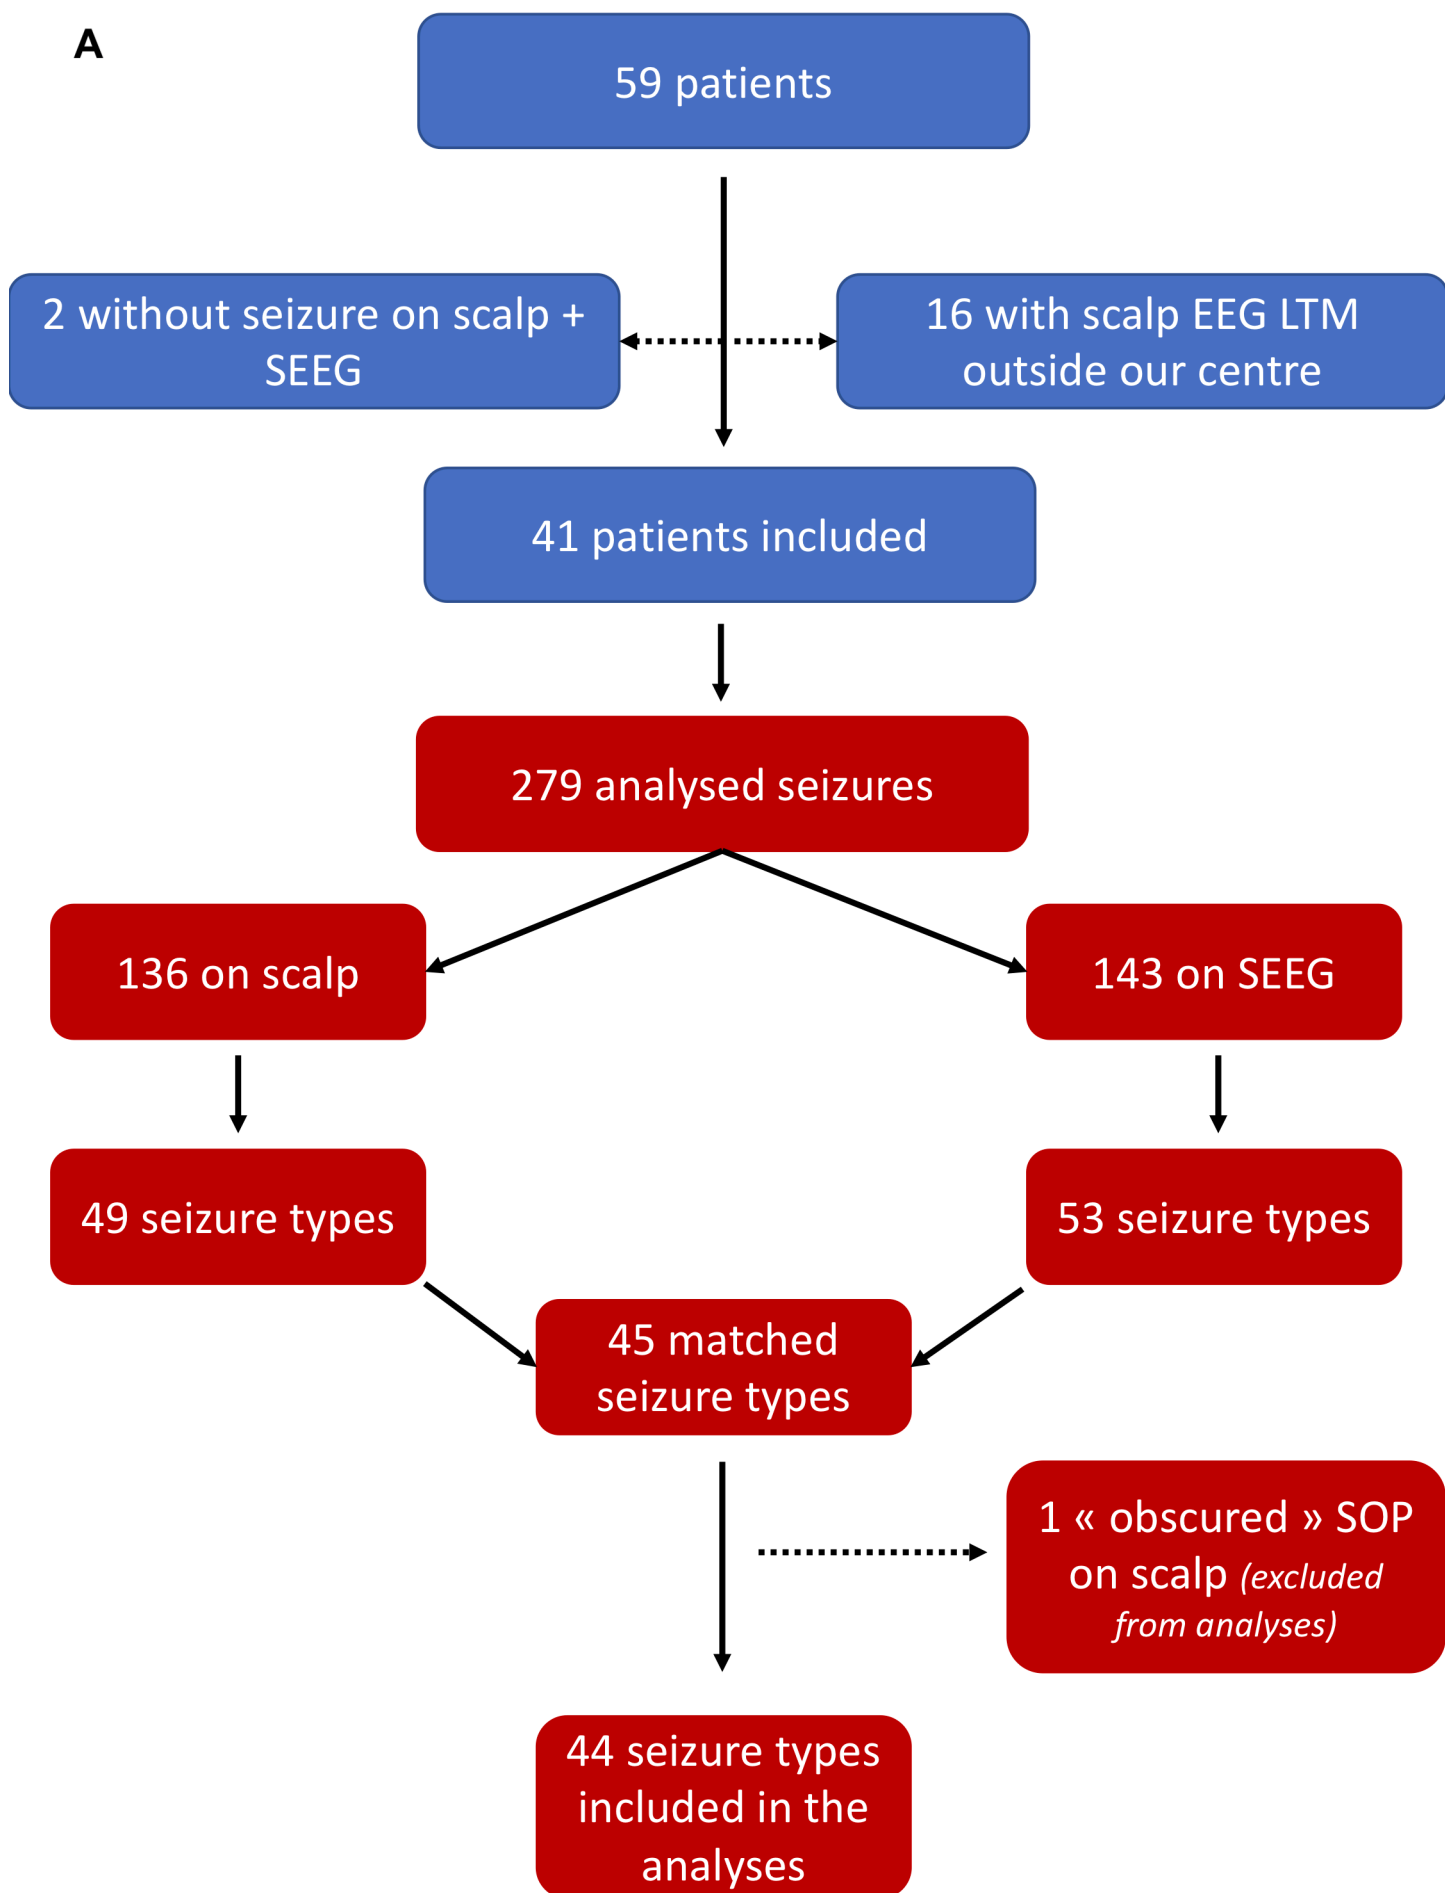 A
59 patients
2 without seizure on scalp +
SEEG
16 with scalp EEG LTM
outside our centre
41 patients included
279 analysed seizures
136 on scalp
143 on SEEG
49 seizure types
53 seizure types
45 matched
seizure types
1 « obscured » SOP
on scalp (excluded
from analyses)
44 seizure types
included in the
analyses